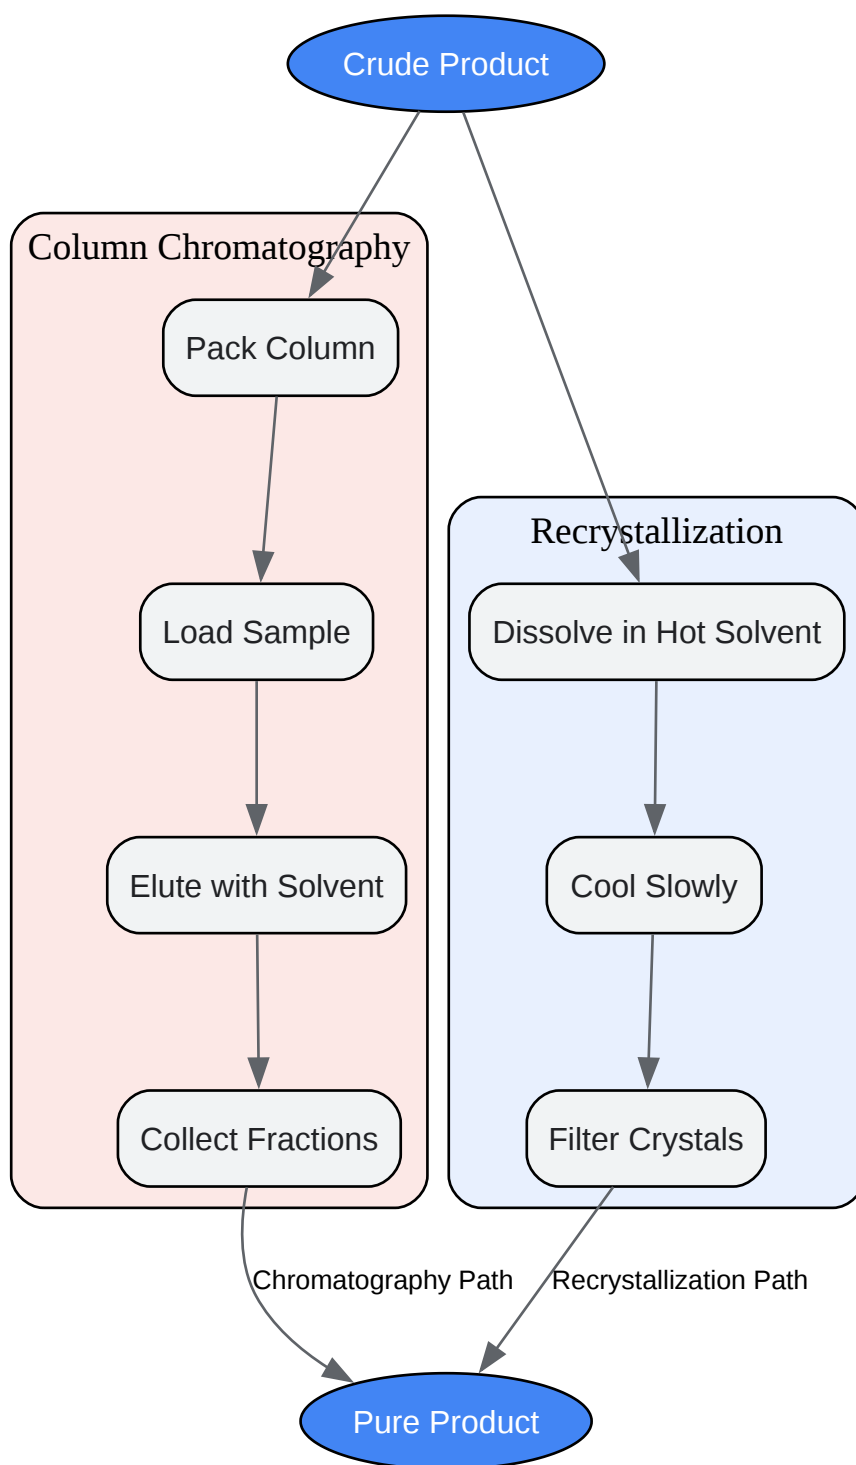 Crude Product
Column Chromatography
Pack Column
Load Sample
Elute with Solvent
Collect Fractions
Recrystallization
Dissolve in Hot Solvent
Cool Slowly
Filter Crystals
Chromatography Path
Recrystallization Path
Pure Product